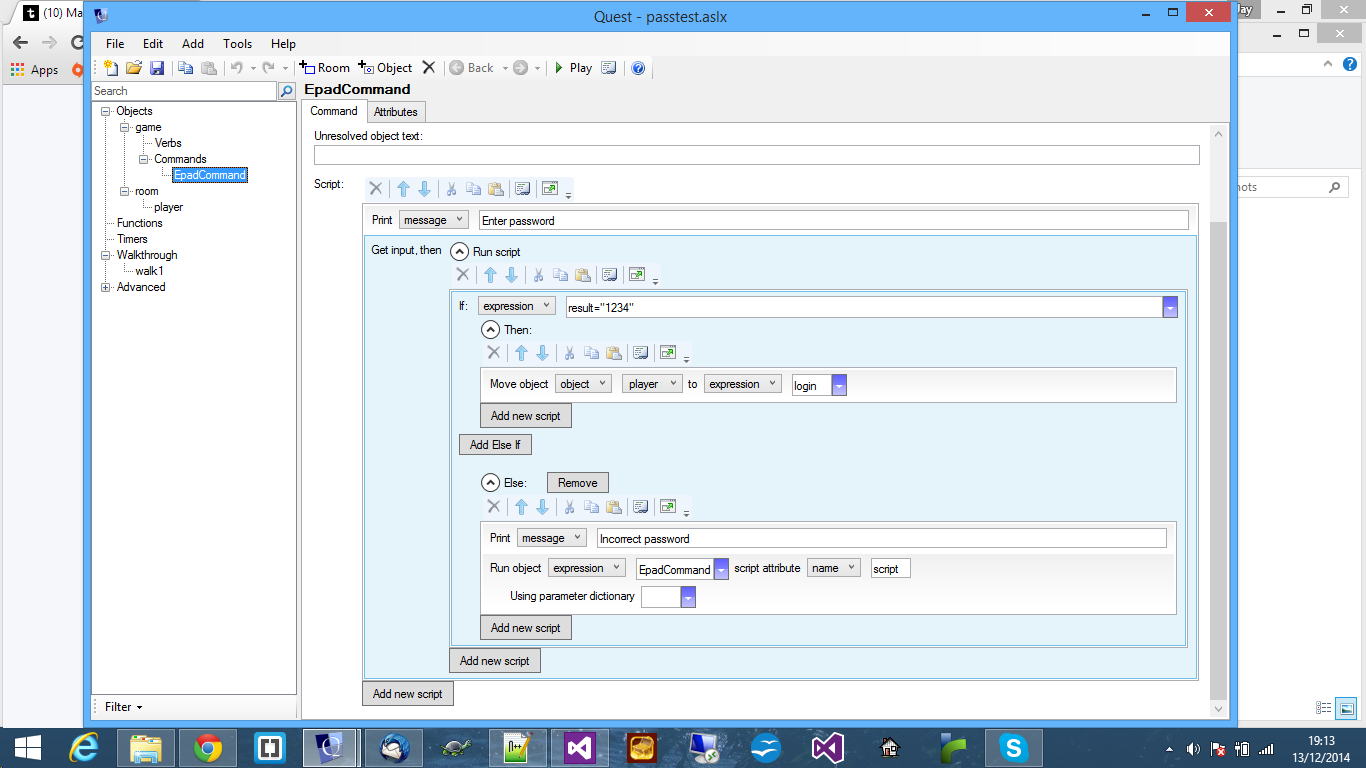 (10) Ma
Quest - passtest.aslx
ay
File Edit Add Tools Help
Apps
Room Object Back Play
Search
EpadCommand
Command Attributes
Objects
game
Verbs
Commands
EpadCommand
room
player
Functions
Timers
Walkthrough
walk1
Advanced
Filter
Unresolved object text:
Script:
Print message Enter password
Get input, then Run script
If: expression result="1234"
Then:
Move object object player to expression login
Add new script
Add Else If
Else: Remove
Print message Incorrect password
Run object expression EpadCommand script attribute name script
Using parameter dictionary
Add new script
Add new script
Add new script
nots
19:13
13/12/2014